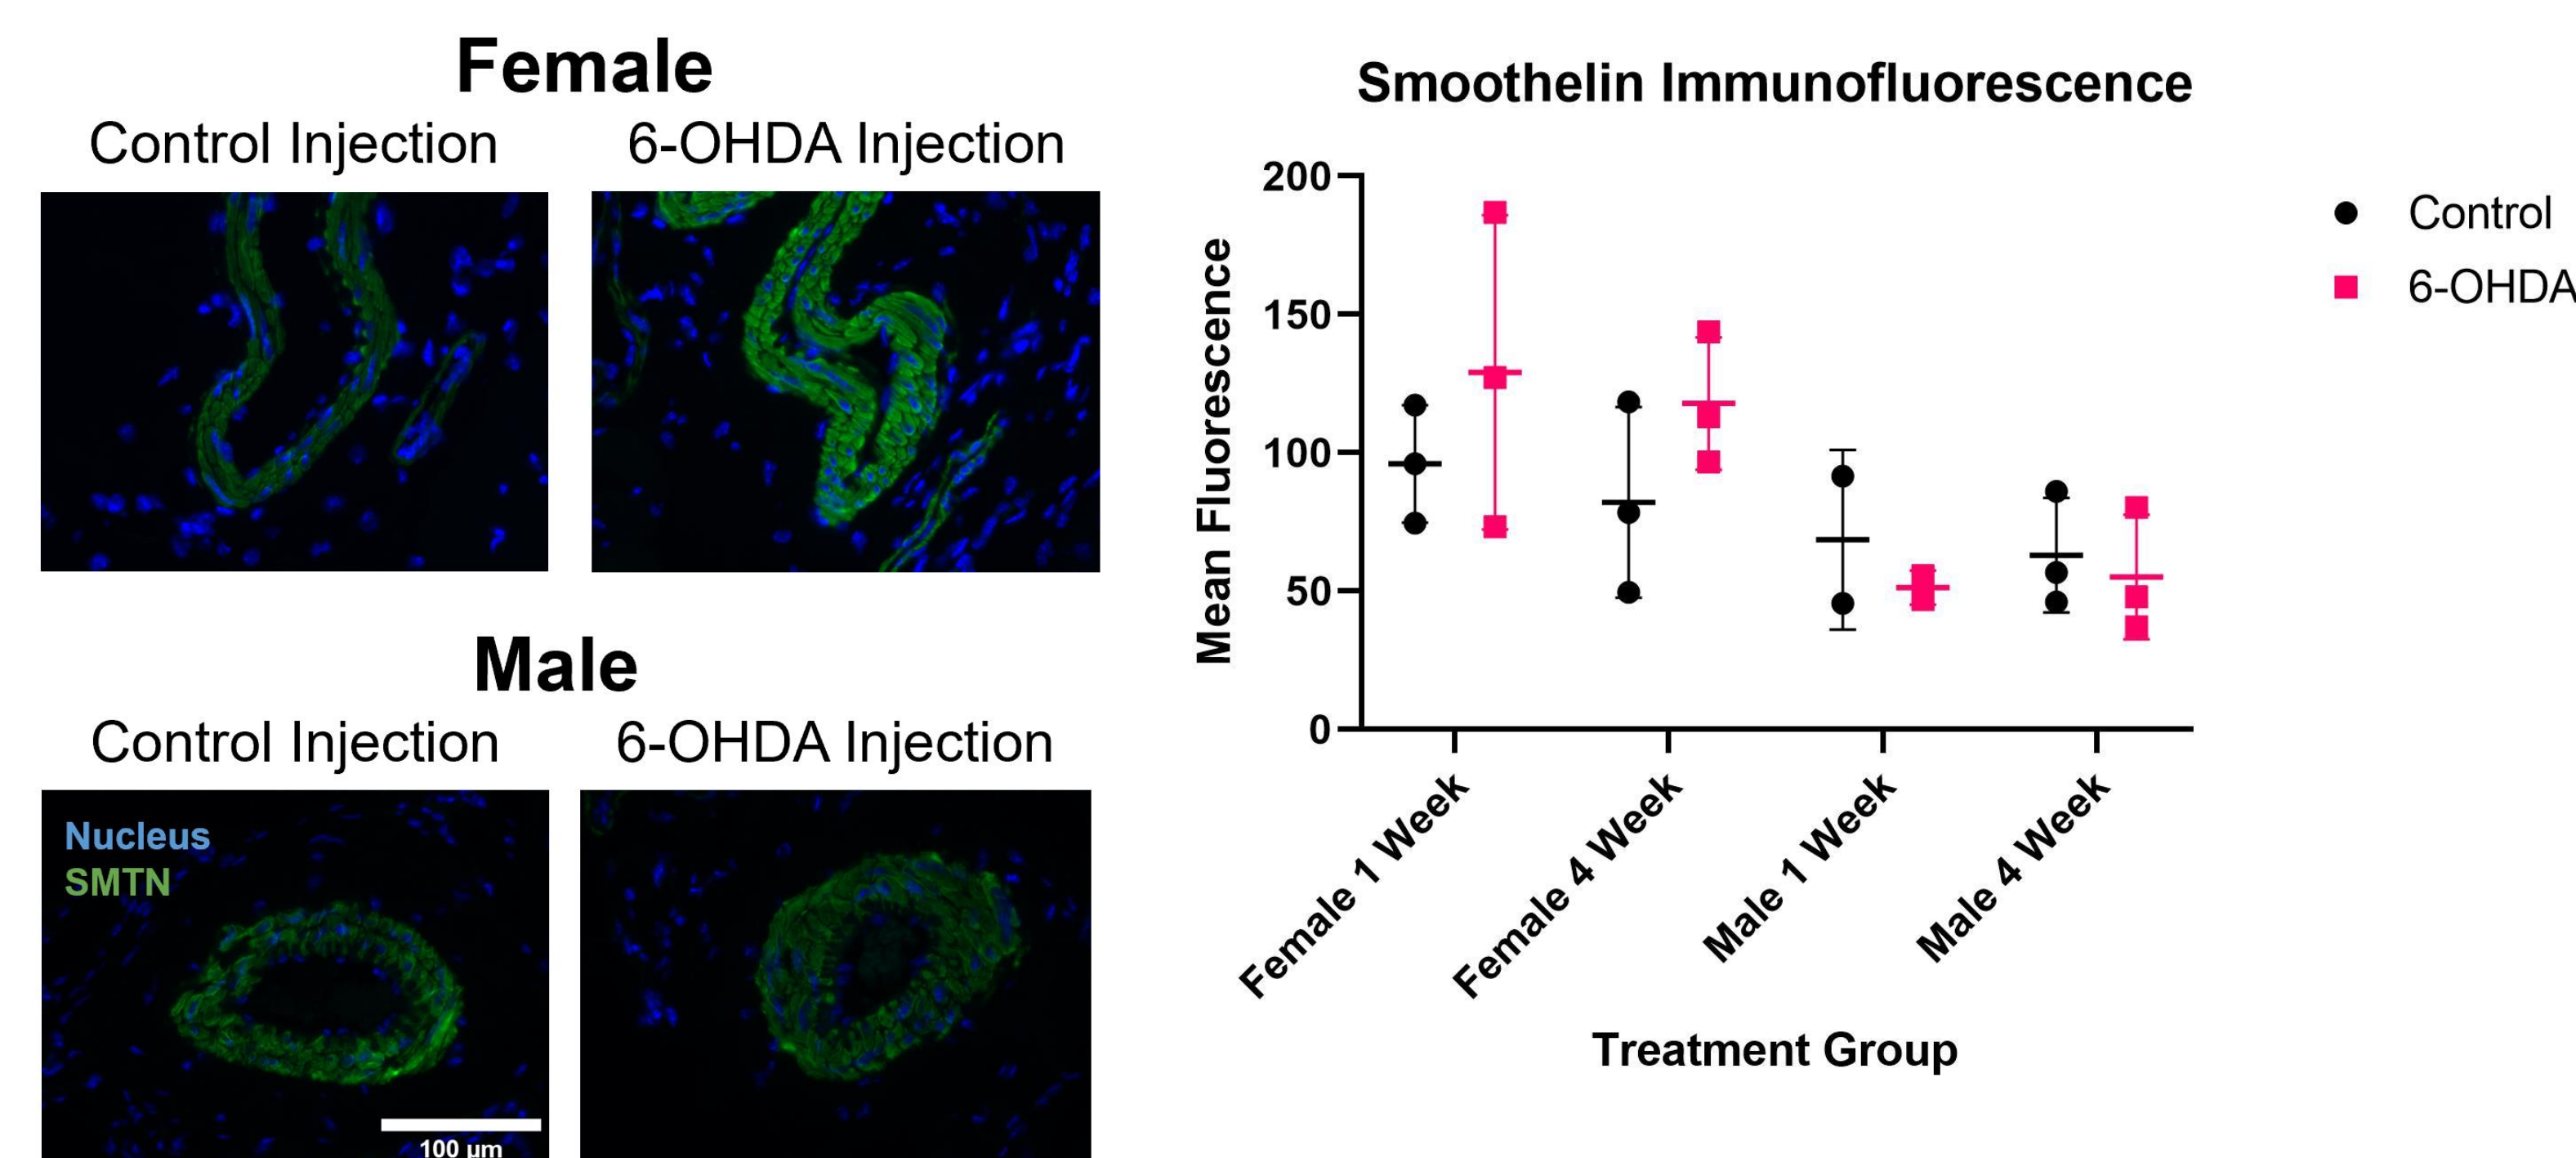 Female
Control Injection
6-OHDA Injection
Male
Control Injection
6-OHDA Injection
Nucleus
SMTN
100 μm
Smoothelin Immunofluorescence
Mean Fluorescence
200
150
100
50
0
Female 1 Week
Female 4 Week
Male 1 Week
Male 4 Week
Treatment Group
Control
6-OHDA